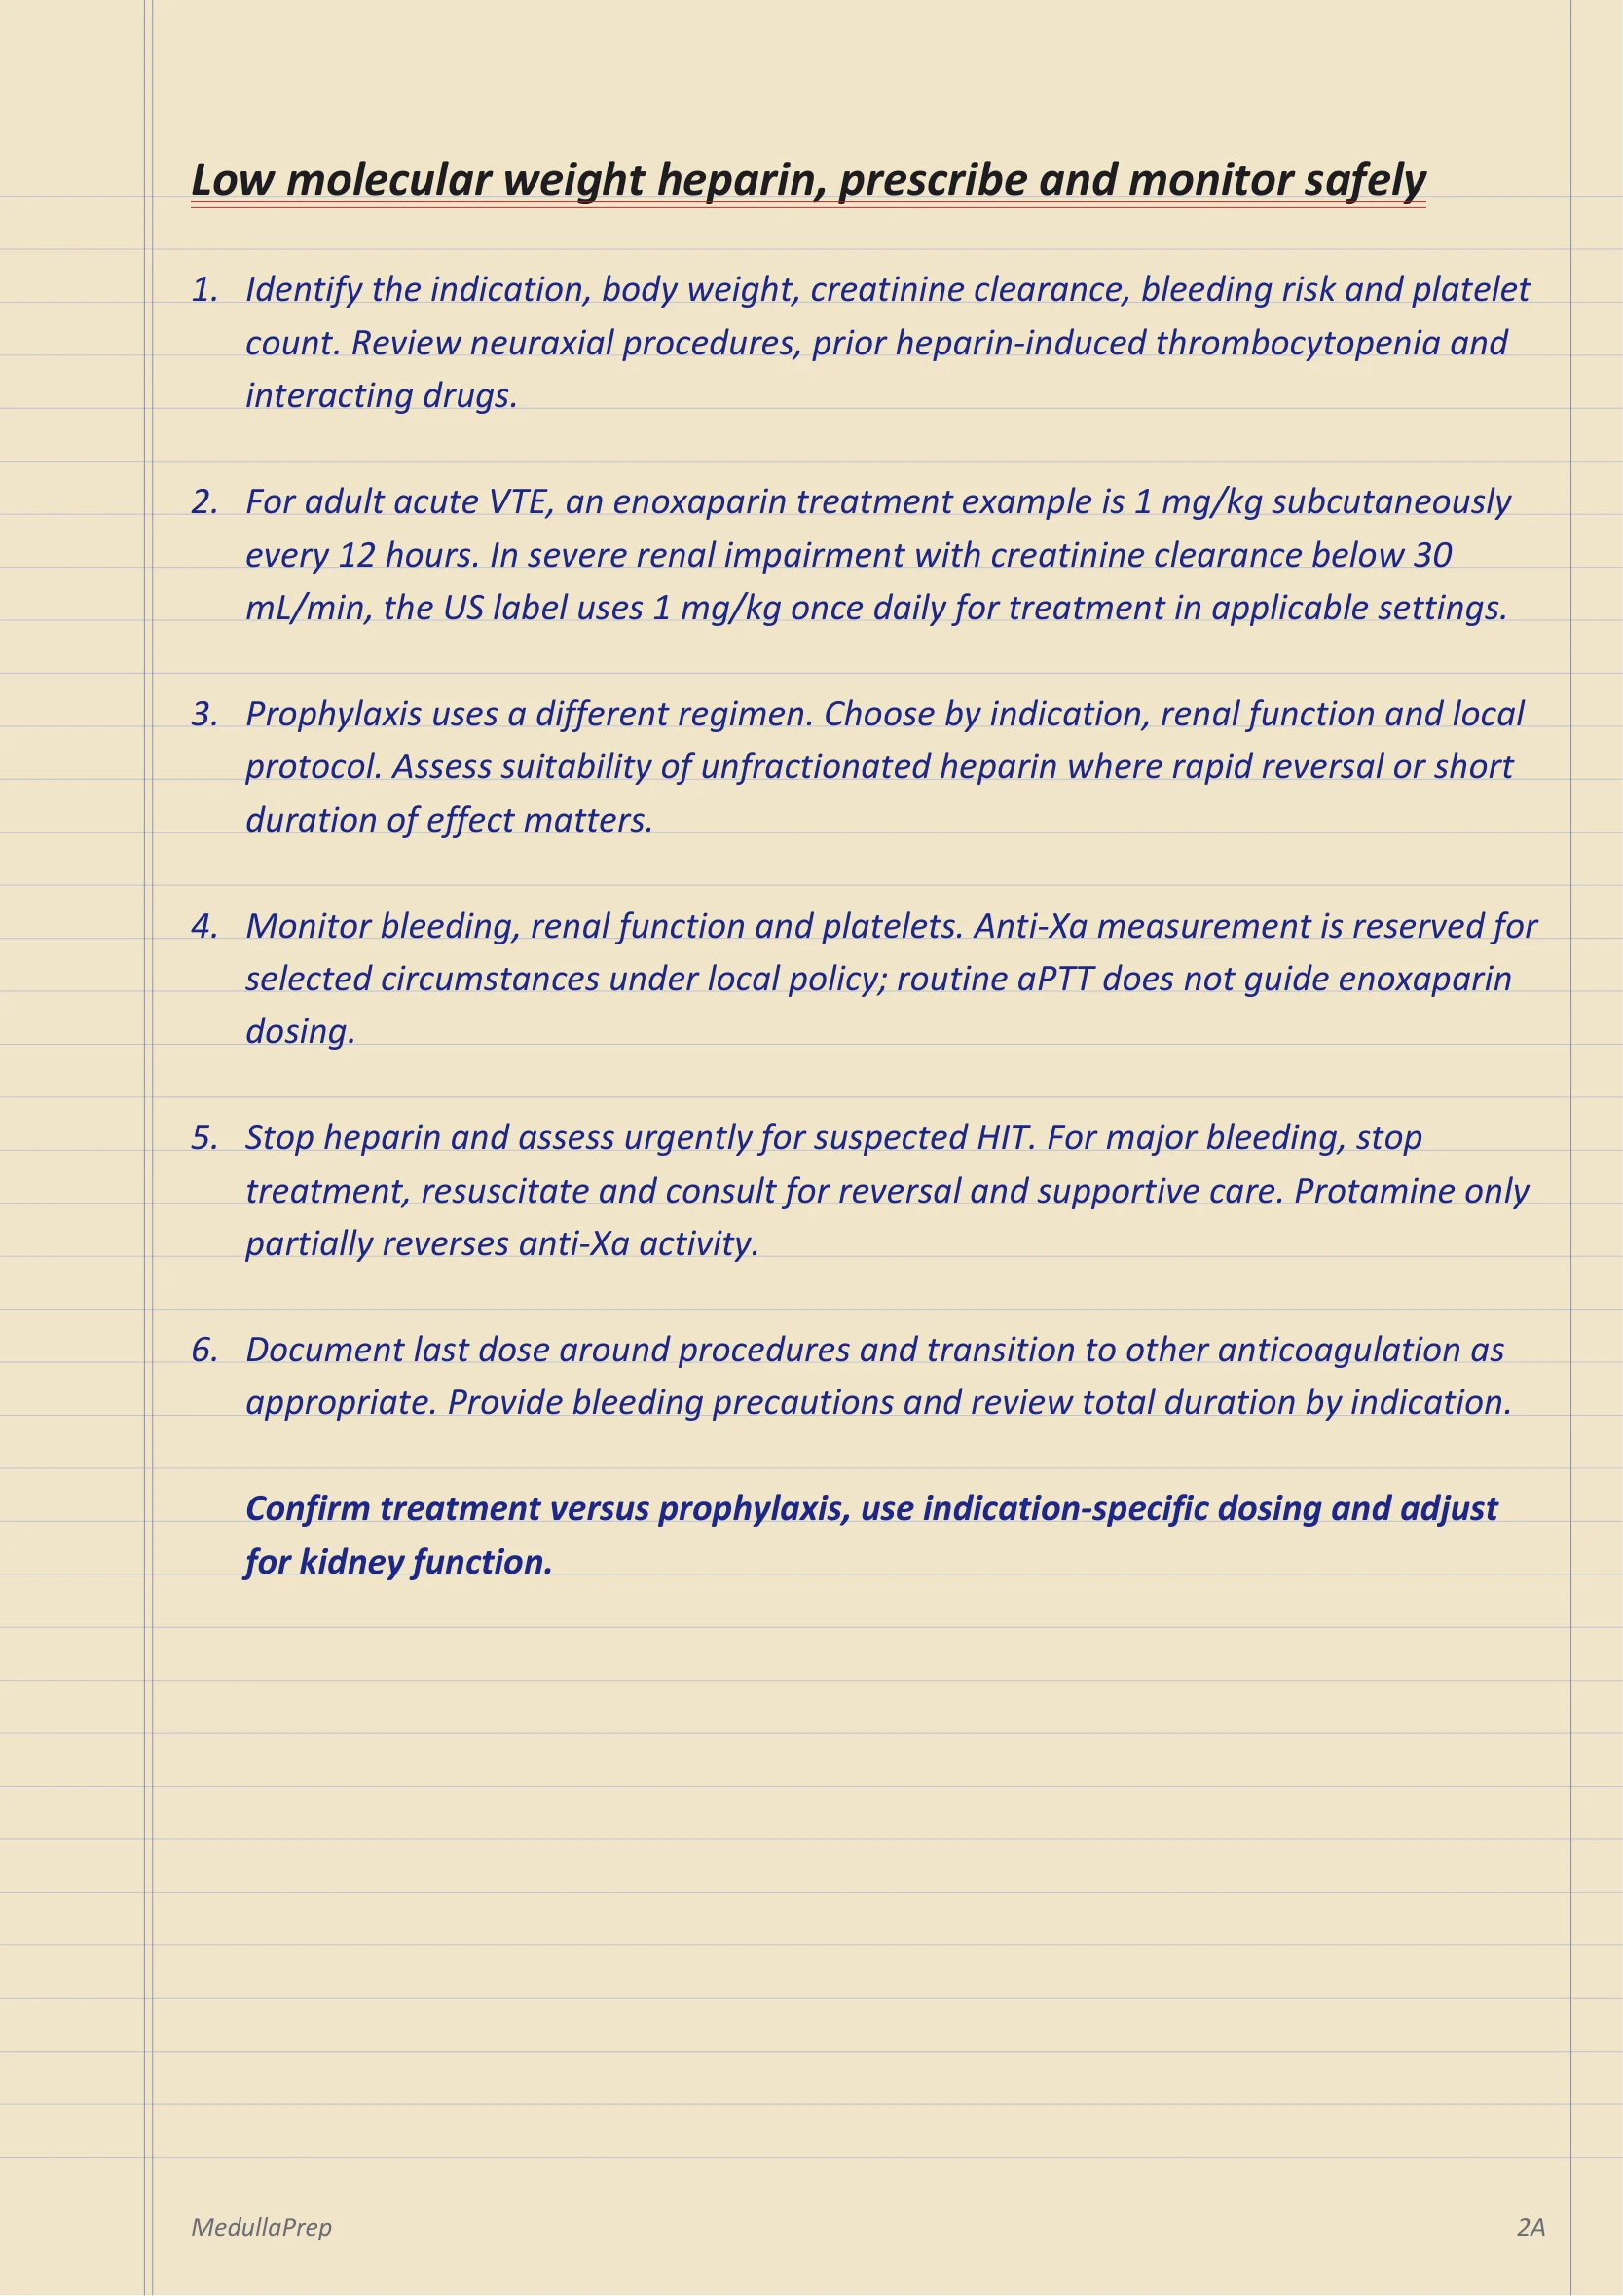 Low molecular weight heparin, prescribe and monitor safely
1. Identify the indication, body weight, creatinine clearance, bleeding risk and platelet
count. Review neuraxial procedures, prior heparin-induced thrombocytopenia and
interacting drugs.
2. For adult acute VTE, an enoxaparin treatment example is 1 mg/kg subcutaneously
every 12 hours. In severe renal impairment with creatinine clearance below 30
mL/min, the US label uses 1 mg/kg once daily for treatment in applicable settings.
3. Prophylaxis uses a different regimen. Choose by indication, renal function and local
protocol. Assess suitability of unfractionated heparin where rapid reversal or short
duration of effect matters.
4. Monitor bleeding, renal function and platelets. Anti-Xa measurement is reserved for
selected circumstances under local policy; routine aPTT does not guide enoxaparin
dosing.
5. Stop heparin and assess urgently for suspected HIT. For major bleeding, stop
treatment, resuscitate and consult for reversal and supportive care. Protamine only
partially reverses anti-Xa activity.
6. Document last dose around procedures and transition to other anticoagulation as
appropriate. Provide bleeding precautions and review total duration by indication.
Confirm treatment versus prophylaxis, use indication-specific dosing and adjust
for kidney function.
MedullaPrep
2A